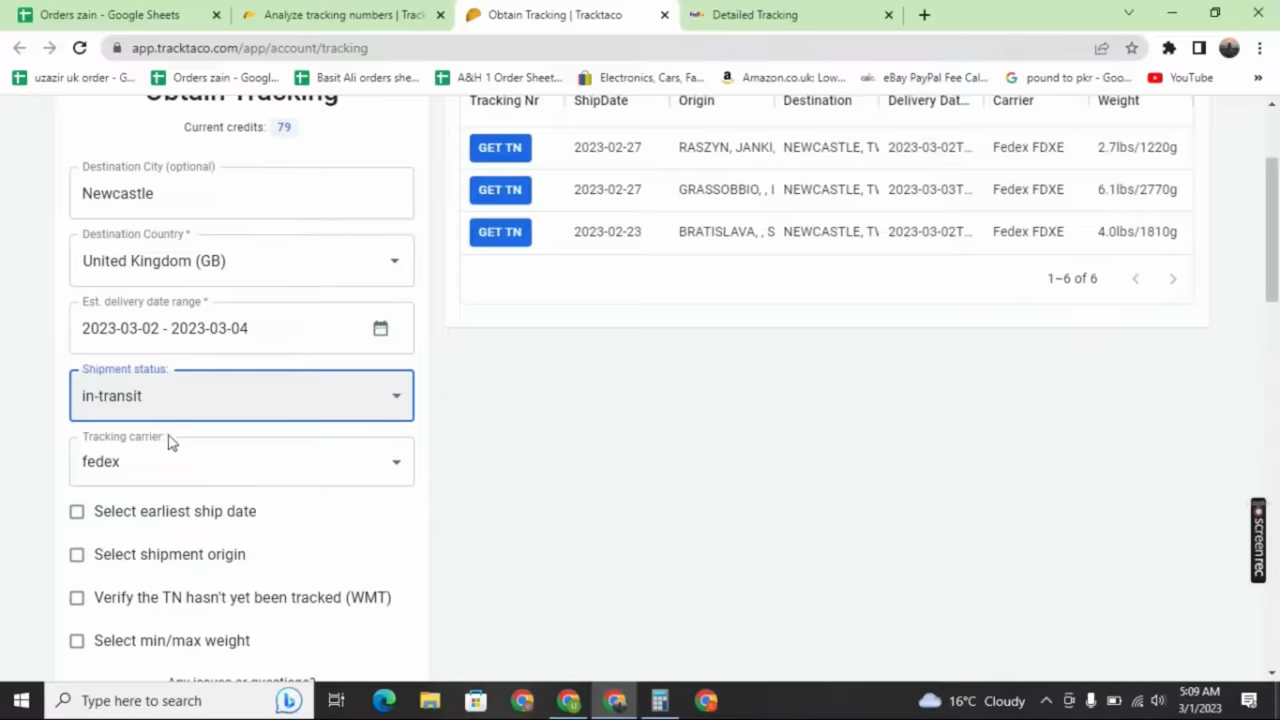 Orders zain - Google Sheets
Analyze tracking numbers | Track
Obtain Tracking | Tracktaco
Detailed Tracking
app.tracktaco.com/app/account/tracking
uzazir uk order - G...
Orders zain - Googl...
Basit Ali orders she...
A&H 1 Order Sheet...
Electronics, Cars, Fa...
Amazon.co.uk: Low...
eBay PayPal Fee Cal...
pound to pkr - Goo...
YouTube
»
Obtain Tracking
Current credits: 79
Destination City (optional)
Newcastle
Destination Country *
United Kingdom (GB)
Est. delivery date range *
2023-03-02 - 2023-03-04
Shipment status:
in-transit
Tracking carrier:
fedex
Select earliest ship date
Select shipment origin
Verify the TN hasn't yet been tracked (WMT)
Select min/max weight
Any issues or questions?
Tracking Nr ShipDate Origin Destination Delivery Dat... Carrier Weight
GET TN 2023-02-27 RASZYN, JANKI, NEWCASTLE, TV 2023-03-02T... Fedex FDXE 2.7lbs/1220g
GET TN 2023-02-27 GRASSOBBIO, , I NEWCASTLE, TV 2023-03-03T... Fedex FDXE 6.1lbs/2770g
GET TN 2023-02-23 BRATISLAVA, , S NEWCASTLE, TV 2023-03-02T... Fedex FDXE 4.0lbs/1810g
1–6 of 6
screenrec
Type here to search
16°C Cloudy
5:09 AM
3/1/2023